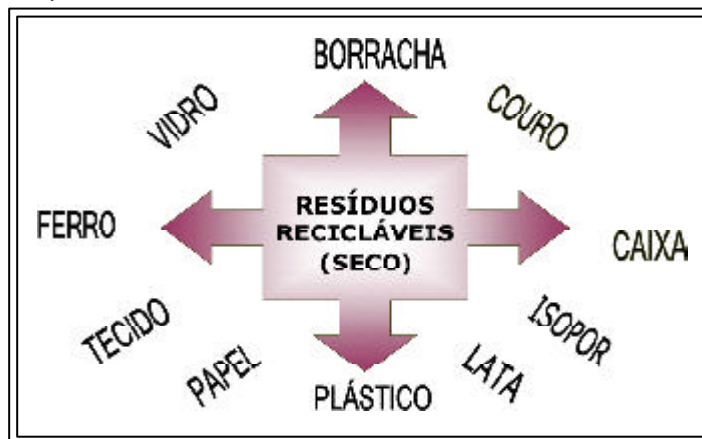 BORRACHA
VIDRO
COURO
FERRO
RESÍDUOS
RECICLÁVEIS
(SECO)
CAIXA
TECIDO
ISOPOR
PAPEL
LATA
PLÁSTICO